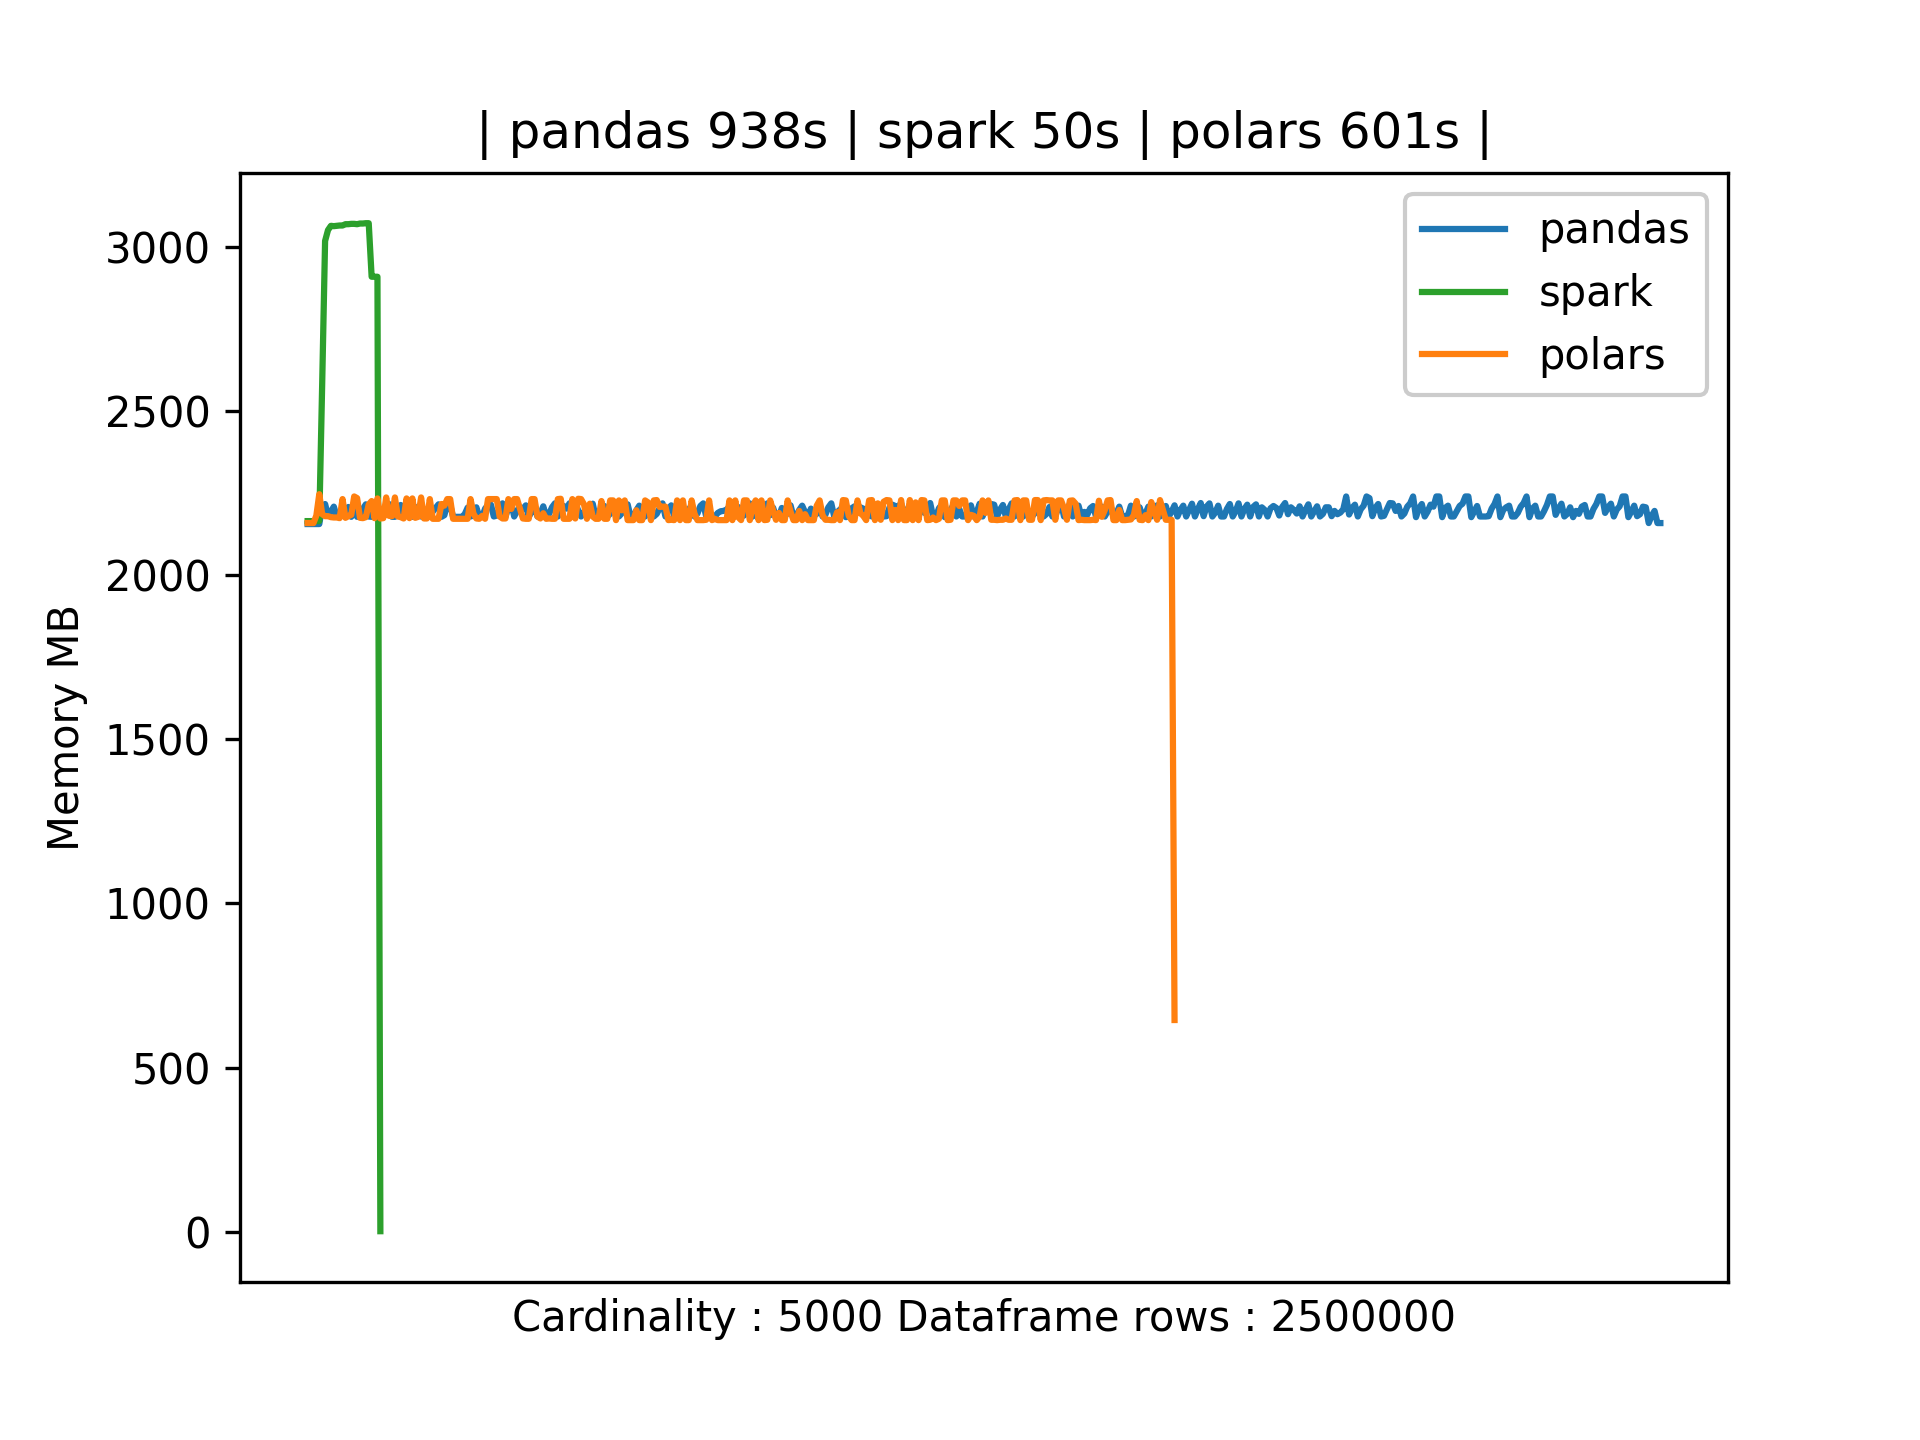 | pandas 938s | spark 50s | polars 601s |
pandas
spark
polars
3000
2500
2000
1500
1000
500
0
Memory MB
Cardinality : 5000 Dataframe rows : 2500000